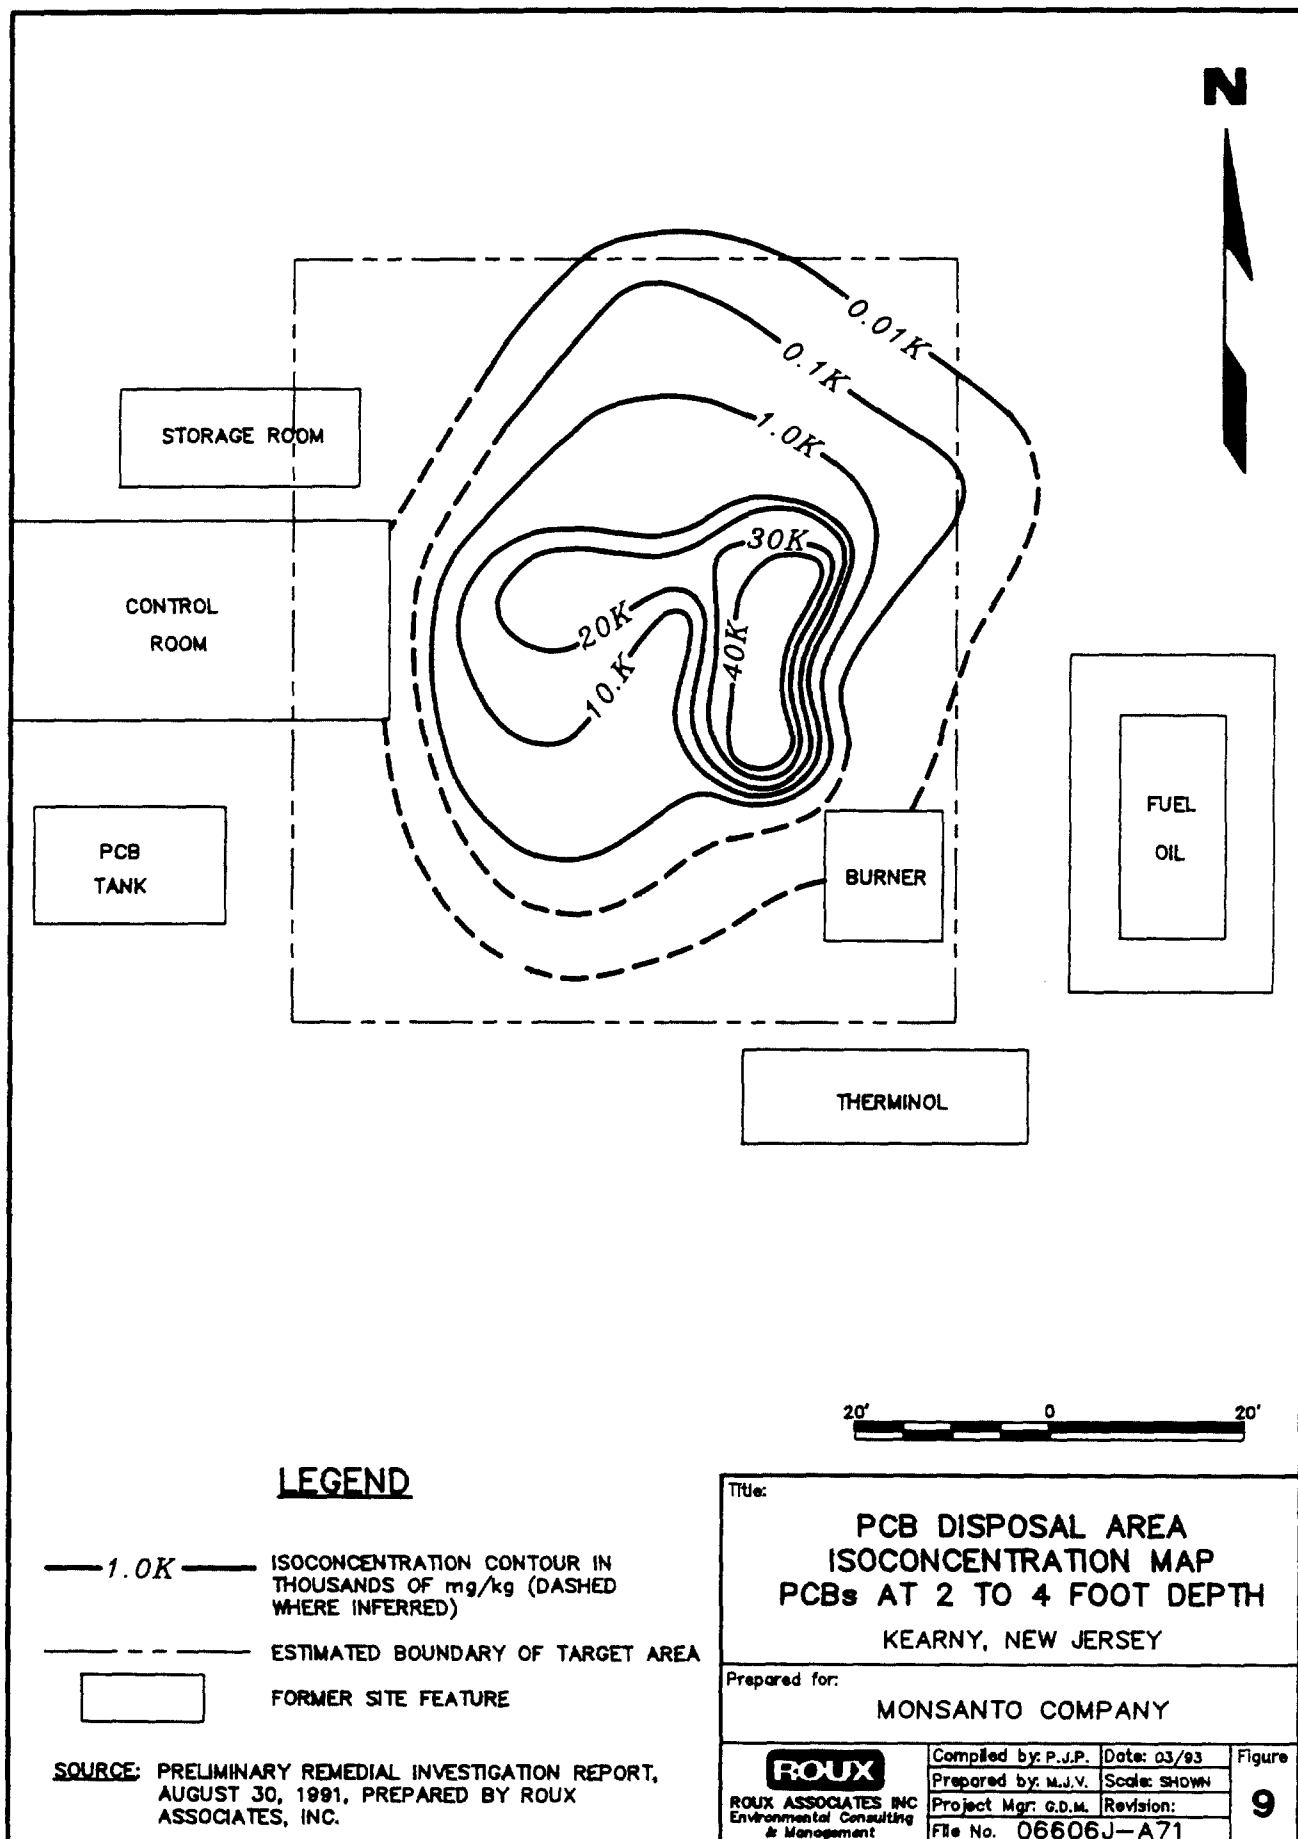 N
0.01K
0.1K
1.0K
STORAGE ROOM
30K
CONTROL
ROOM
20K
40K
10.K
FUEL
OIL
PCB
TANK
BURNER
THERMINOL
20' 0 20'
LEGEND
1.0K
ISOCONCENTRATION CONTOUR IN
THOUSANDS OF mg/kg (DASHED
WHERE INFERRED)
ESTIMATED BOUNDARY OF TARGET AREA
FORMER SITE FEATURE
SOURCE: PRELIMINARY REMEDIAL INVESTIGATION REPORT,
AUGUST 30, 1991, PREPARED BY ROUX
ASSOCIATES, INC.
Title:
PCB DISPOSAL AREA
ISOCONCENTRATION MAP
PCBs AT 2 TO 4 FOOT DEPTH
KEARNY, NEW JERSEY
Prepared for:
MONSANTO COMPANY
ROUX
ROUX ASSOCIATES INC
Environmental Consulting
& Management
Compiled by: P.J.P. Date: 03/93
Prepared by: M.J.V. Scale: SHOWN
Project Mgr: G.D.M. Revision:
File No. 06606J-A71
Figure
9